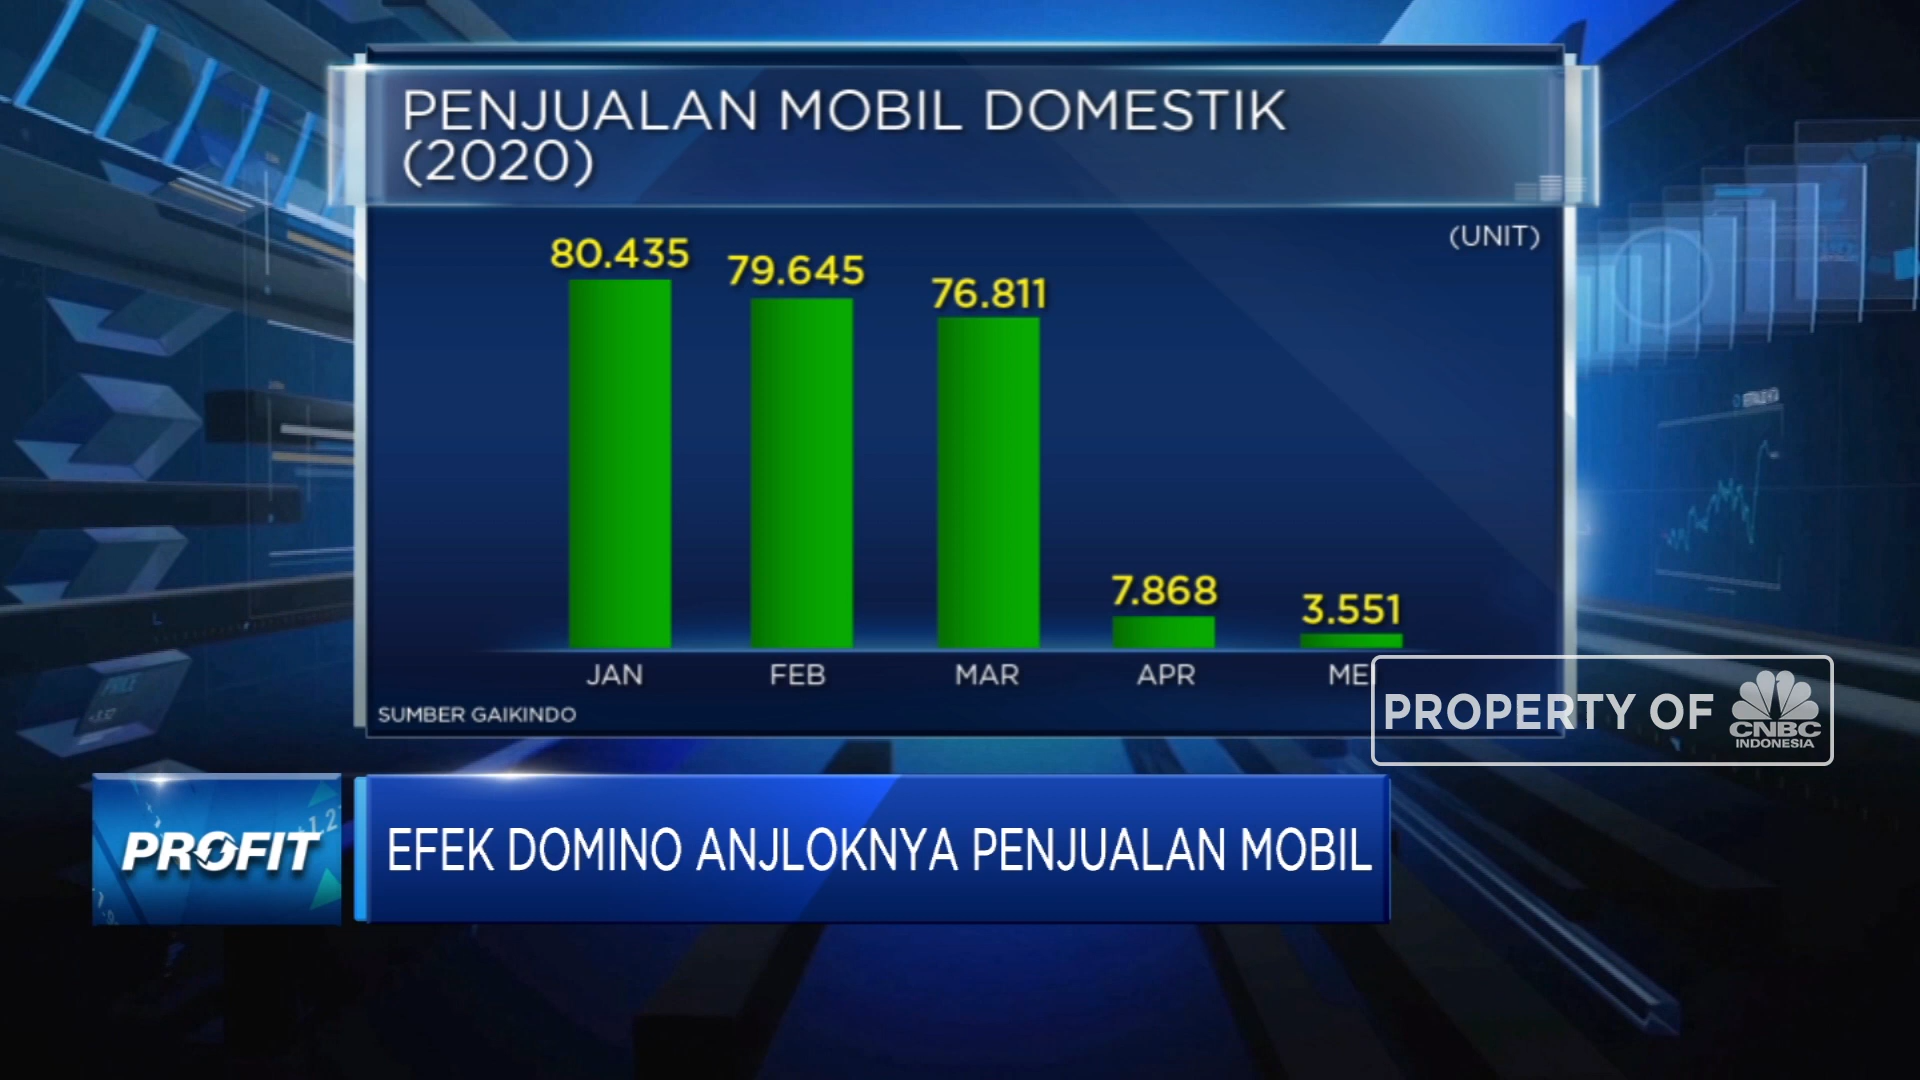 PENJUALAN MOBIL DOMESTIK
(2020)
(UNIT)
80.435
79.645
76.811
7.868
3.551
JAN
FEB
MAR
APR
MEI
SUMBER GAIKINDO
PROPERTY OF
CNBC
INDONESIA
PROFIT
EFEK DOMINO ANJLOKNYA PENJUALAN MOBIL